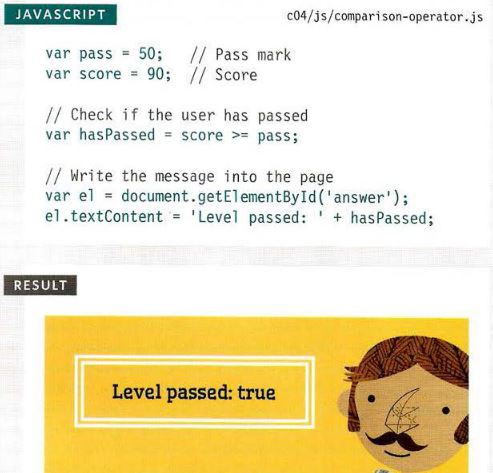 JAVASCRIPT c04/js/comparison-operator.js
var pass = 50; // Pass mark
var score = 90; // Score
// Check if the user has passed
var hasPassed = score >= pass;
// Write the message into the page
var el = document.getElementById('answer');
el.textContent = 'Level passed: ' + hasPassed;
RESULT
Level passed: true